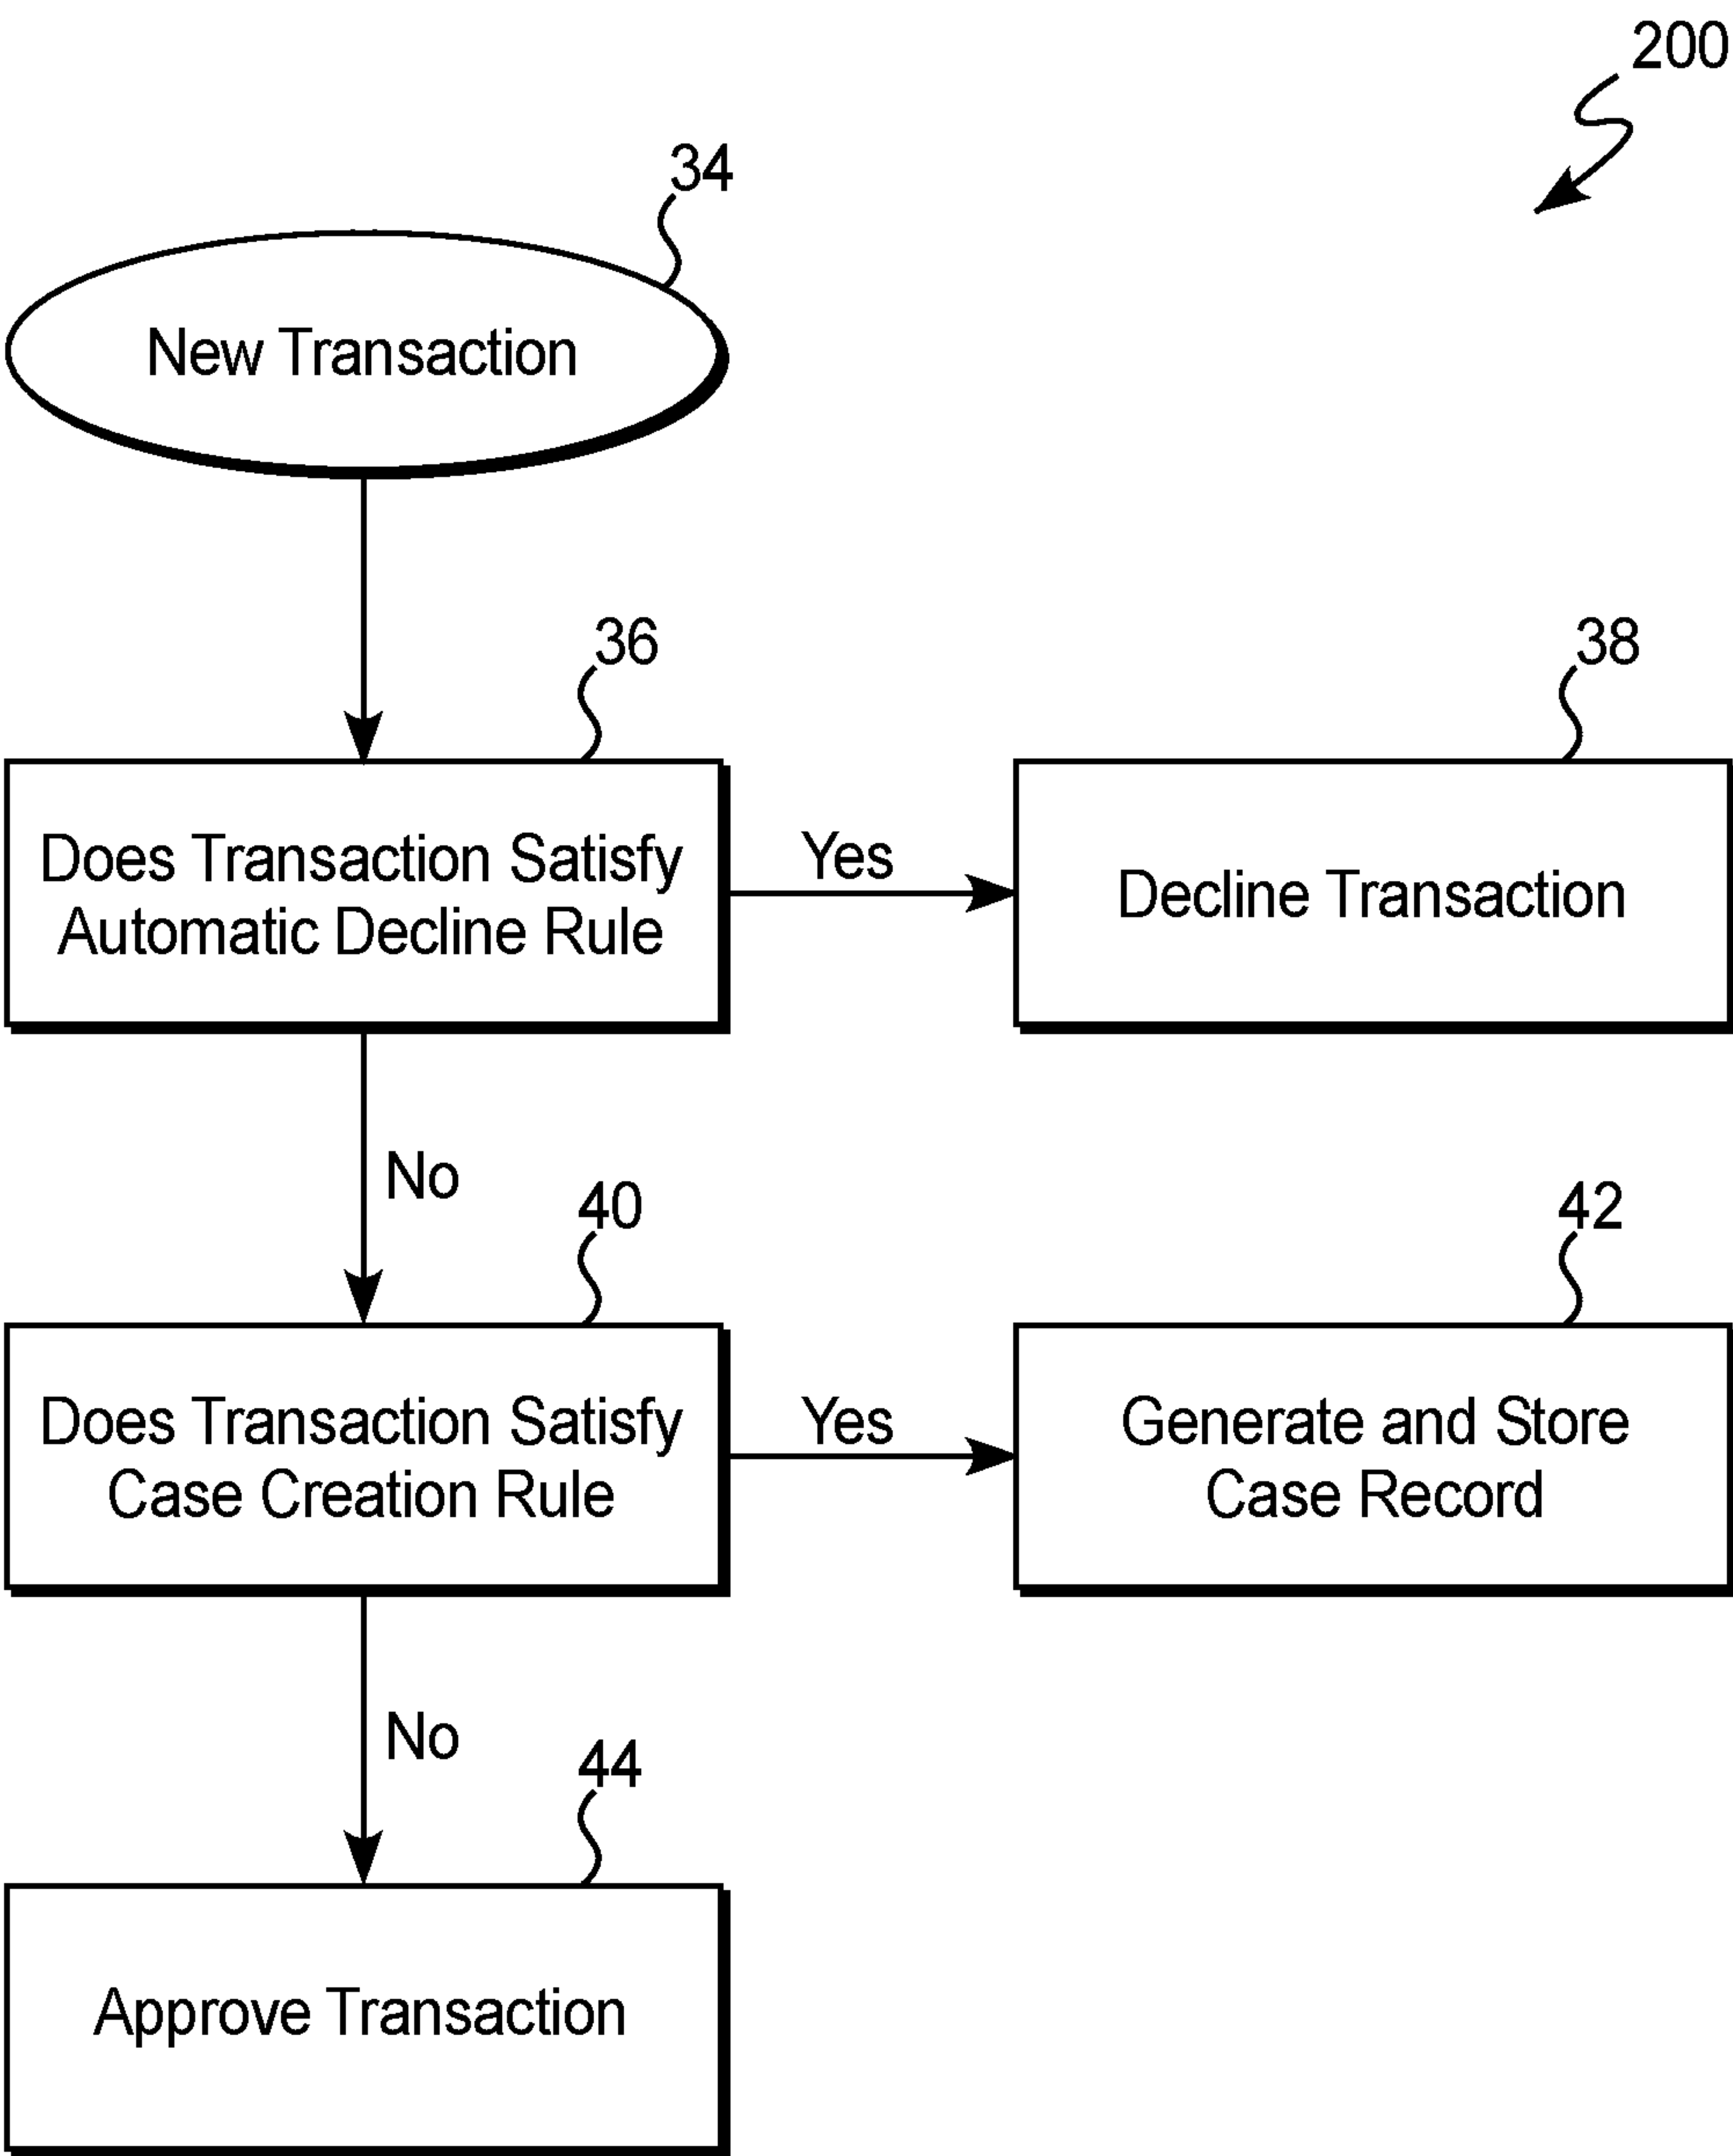 200
34
New Transaction
36
38
Does Transaction Satisfy
Automatic Decline Rule
Yes
Decline Transaction
No
40
42
Does Transaction Satisfy
Case Creation Rule
Yes
Generate and Store
Case Record
No
44
Approve Transaction